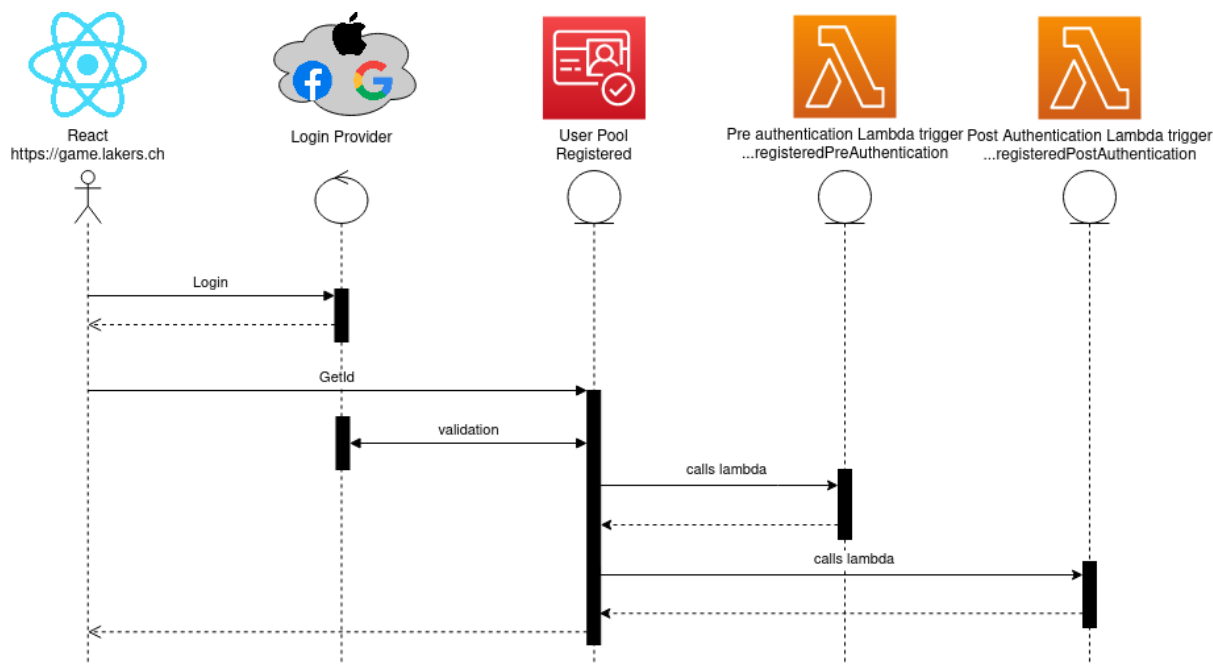 React
https://game.lakers.ch
Login Provider
User Pool
Registered
Pre authentication Lambda trigger
...registeredPreAuthentication
Post Authentication Lambda trigger
...registeredPostAuthentication
Login
GetId
validation
calls lambda
calls lambda